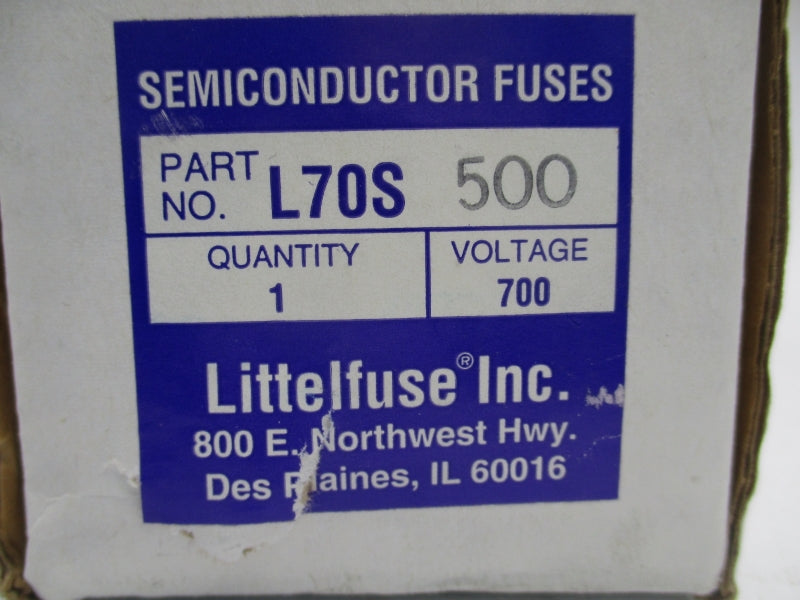 SEMICONDUCTOR FUSES
PART NO. L70S 500
QUANTITY
1
VOLTAGE
700
Littelfuse® Inc.
800 E. Northwest Hwy.
Des Plaines, IL 60016